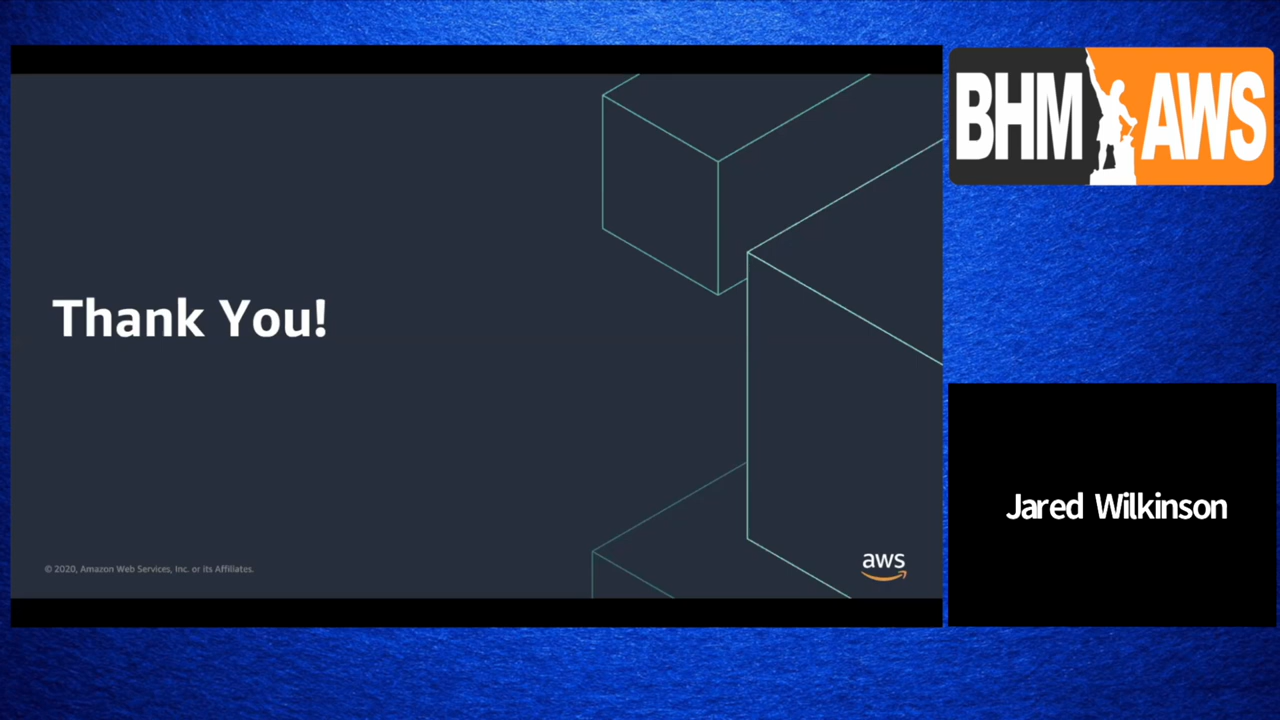 Thank You!
© 2020, Amazon Web Services, Inc. or its Affiliates.
aws
BHM AWS
Jared Wilkinson